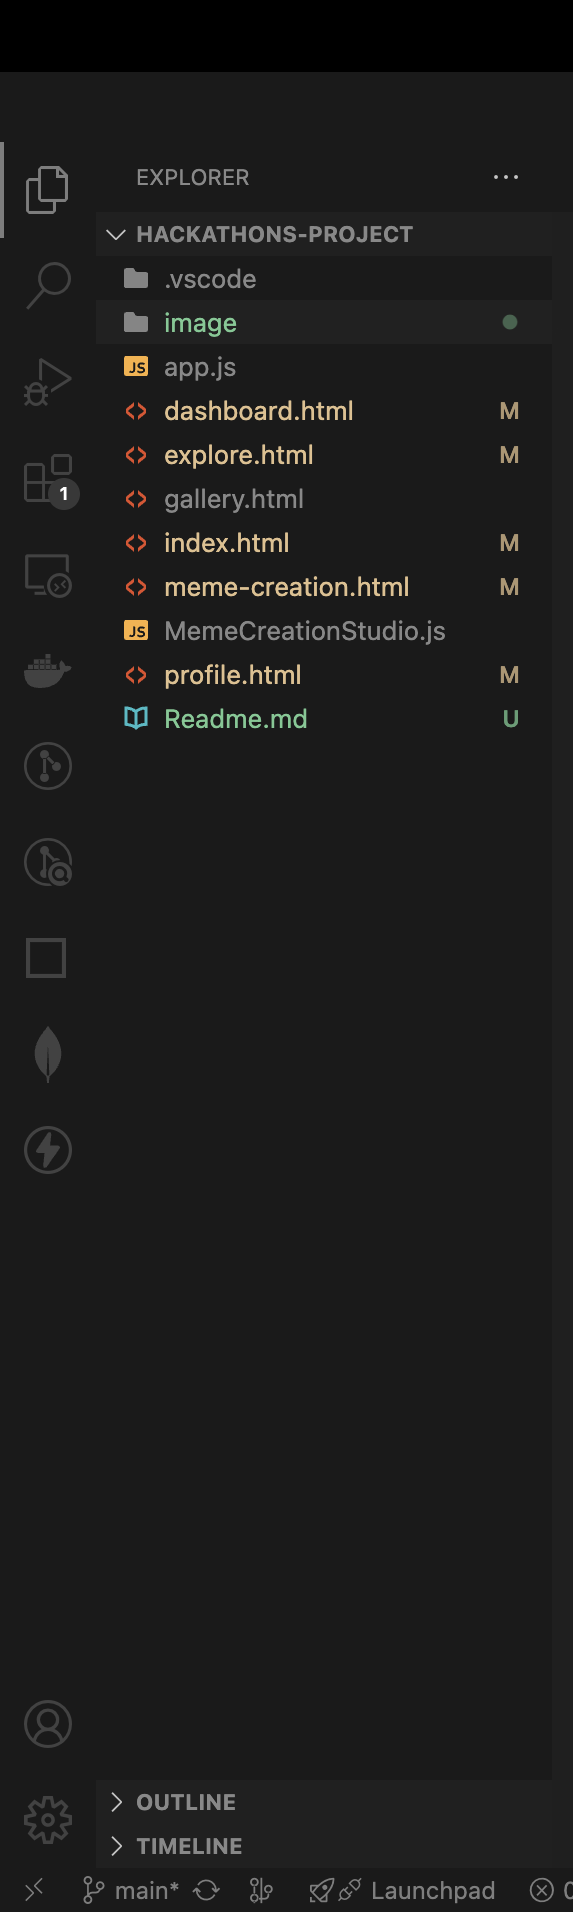 EXPLORER
HACKATHONS-PROJECT
.vscode
image
JS app.js
dashboard.html M
explore.html M
gallery.html
1
index.html M
meme-creation.html M
JS MemeCreationStudio.js
profile.html M
Readme.md U
OUTLINE
TIMELINE
main* Launchpad 0